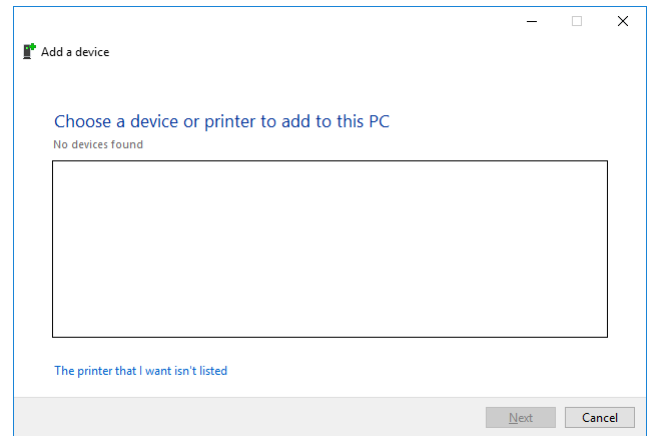 Add a device
Choose a device or printer to add to this PC
No devices found
The printer that I want isn't listed
Next Cancel